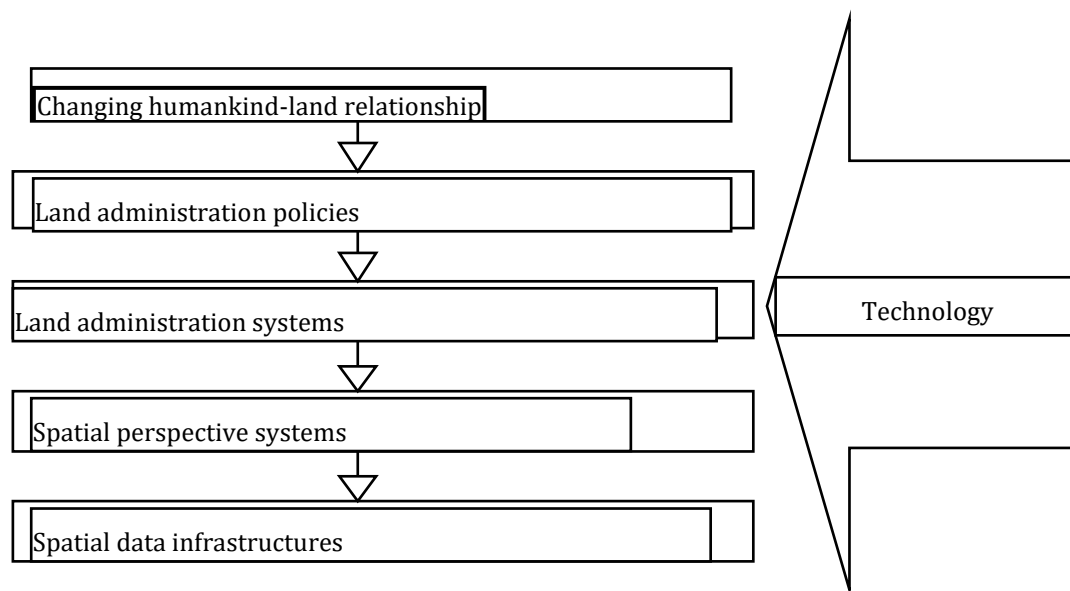 Changing humankind-land relationship
Land administration policies
Land administration systems
Technology
Spatial perspective systems
Spatial data infrastructures